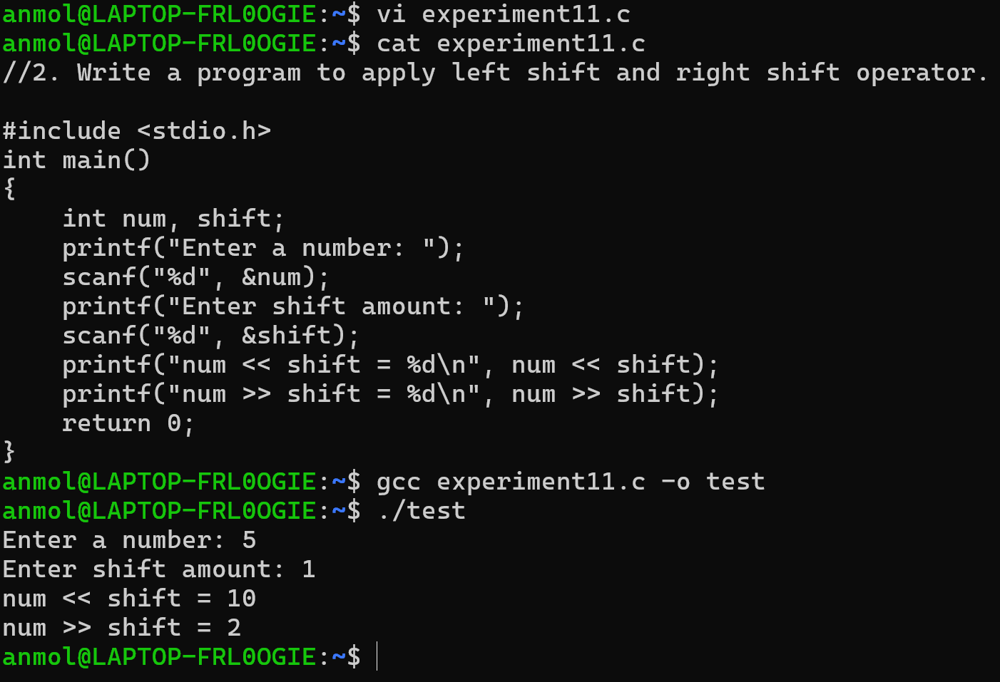 anmol@LAPTOP-FRL0OGIE:~$ vi experiment11.c
anmol@LAPTOP-FRL0OGIE:~$ cat experiment11.c
//2. Write a program to apply left shift and right shift operator.

#include <stdio.h>
int main()
{
    int num, shift;
    printf("Enter a number: ");
    scanf("%d", &num);
    printf("Enter shift amount: ");
    scanf("%d", &shift);
    printf("num << shift = %d\n", num << shift);
    printf("num >> shift = %d\n", num >> shift);
    return 0;
}
anmol@LAPTOP-FRL0OGIE:~$ gcc experiment11.c -o test
anmol@LAPTOP-FRL0OGIE:~$ ./test
Enter a number: 5
Enter shift amount: 1
num << shift = 10
num >> shift = 2
anmol@LAPTOP-FRL0OGIE:~$